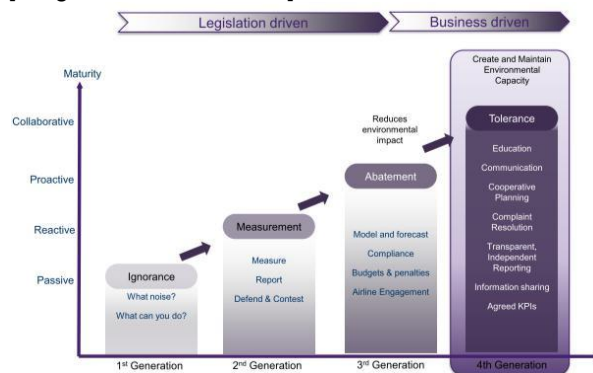 Legislation driven
Business driven
Create and Maintain
Environmental
Capacity
Maturity
Collaborative
Proactive
Reactive
Passive
Reduces
environmental
impact
Ignorance
What noise?
What can you do?
Measurement
Measure
Report
Defend & Contest
Abatement
Model and forecast
Compliance
Budgets & penalties
Airline Engagement
Tolerance
Education
Communication
Cooperative
Planning
Complaint
Resolution
Transparent,
Independent
Reporting
Information sharing
Agreed KPIs
1st Generation
2nd Generation
3rd Generation
4th Generation